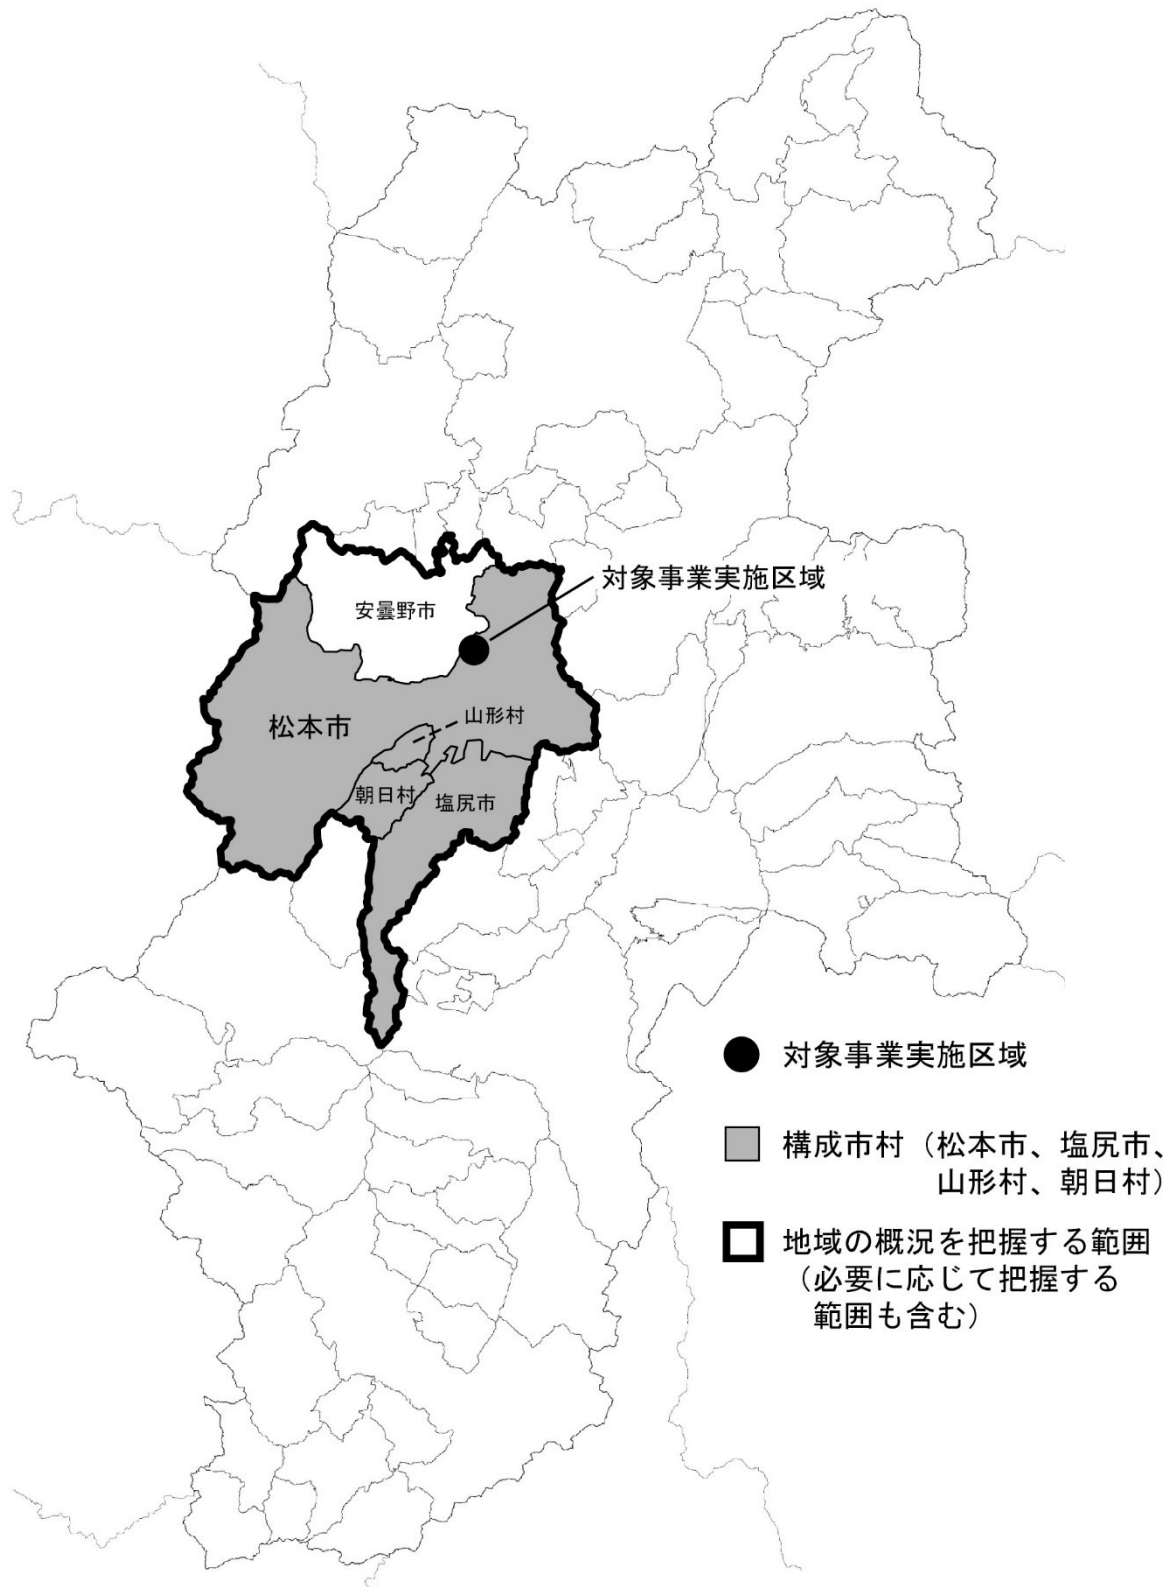 対象事業実施区域
安曇野市
山形村
松本市
朝日村
塩尻市
対象事業実施区域
構成市村（松本市、塩尻市、
山形村、朝日村）
地域の概況を把握する範囲
（必要に応じて把握する
範囲も含む）